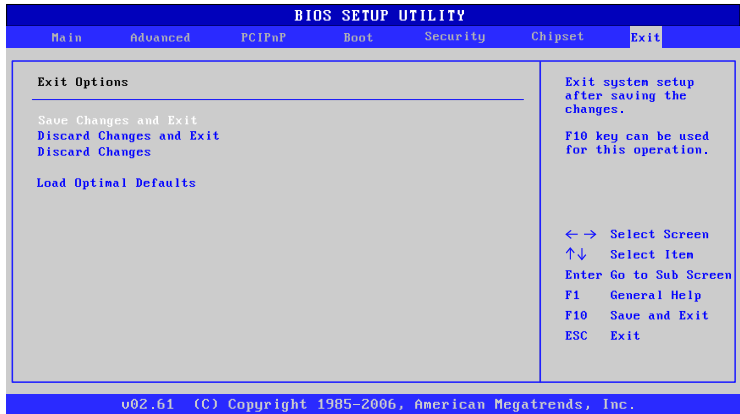 BIOS SETUP UTILITY
Main Advanced PCIPnP Boot Security Chipset Exit
Exit Options
Save Changes and Exit
Discard Changes and Exit
Discard Changes
Load Optimal Defaults
Exit system setup
after saving the
changes.
F10 key can be used
for this operation.
←→ Select Screen
↑↓ Select Item
Enter Go to Sub Screen
F1 General Help
F10 Save and Exit
ESC Exit
v02.61 (C) Copyright 1985-2006, American Megatrends, Inc.